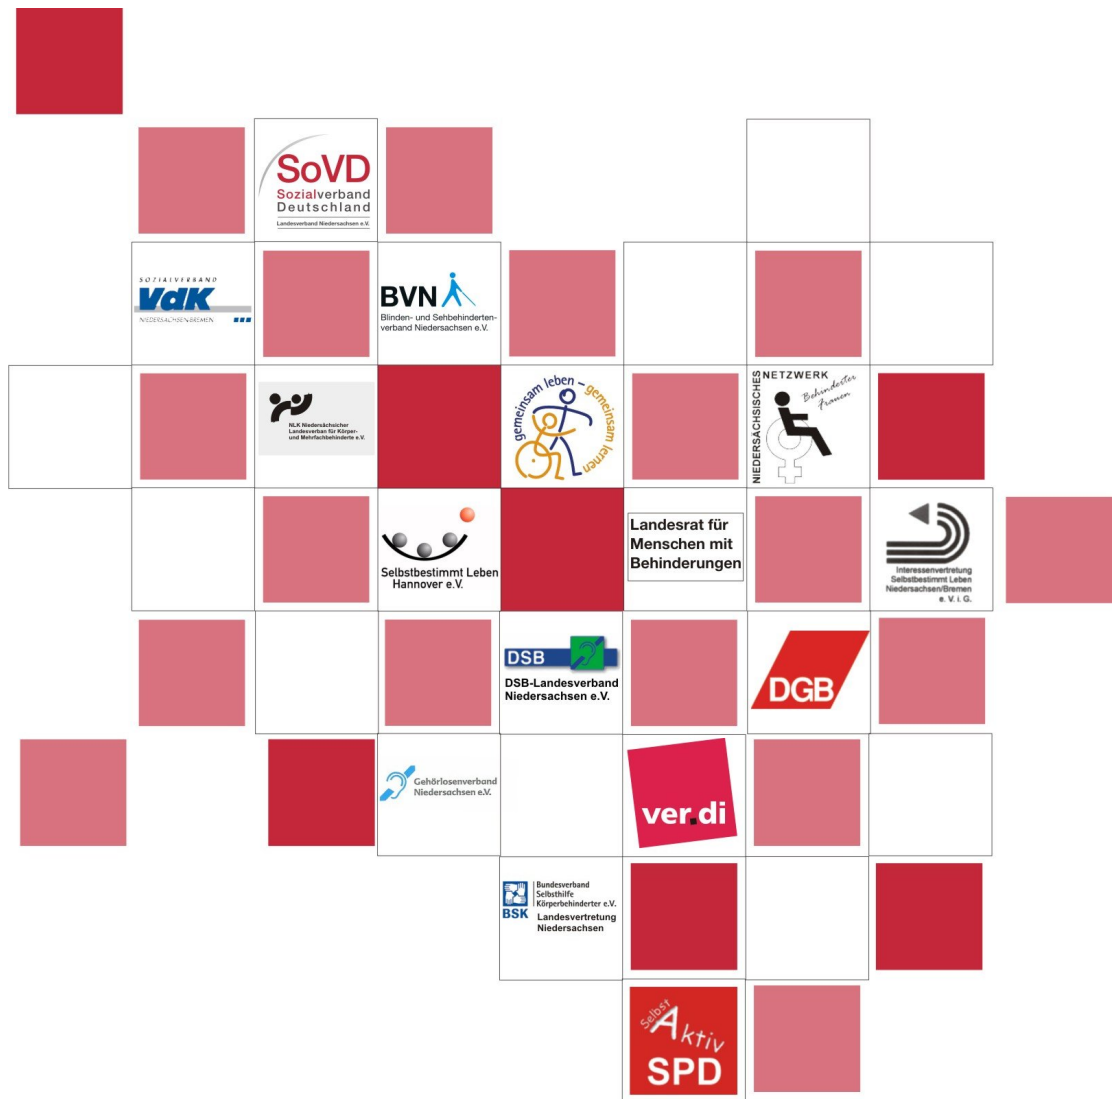 SoVD
Sozialverband
Deutschland
Landesverband Niedersachsen e.V.
SOZIALVERBAND
VdK
NIEDERSACHSEN-BREMEN
BVN
Blinden- und Sehbehinderten-
verband Niedersachsen e.V.
NLK Niedersächsicher
Landesverban für Körper-
und Mehrfachbehinderte e.V.
gemeinsam leben – gemeinsam lernen
NIEDERSÄCHSISCHES
NETZWERK
Behinderter
Frauen
Selbstbestimmt Leben
Hannover e.V.
Landesrat für
Menschen mit
Behinderungen
Interessenvertretung
Selbstbestimmt Leben
Niedersachsen/Bremen
e. V. i. G.
DSB
DSB-Landesverband
Niedersachsen e.V.
DGB
Gehörlosenverband
Niedersachsen e.V.
ver.di
BSK
Bundesverband
Selbsthilfe
Körperbehinderter e.V.
Landesvertretung
Niedersachsen
Selbst
Aktiv
SPD